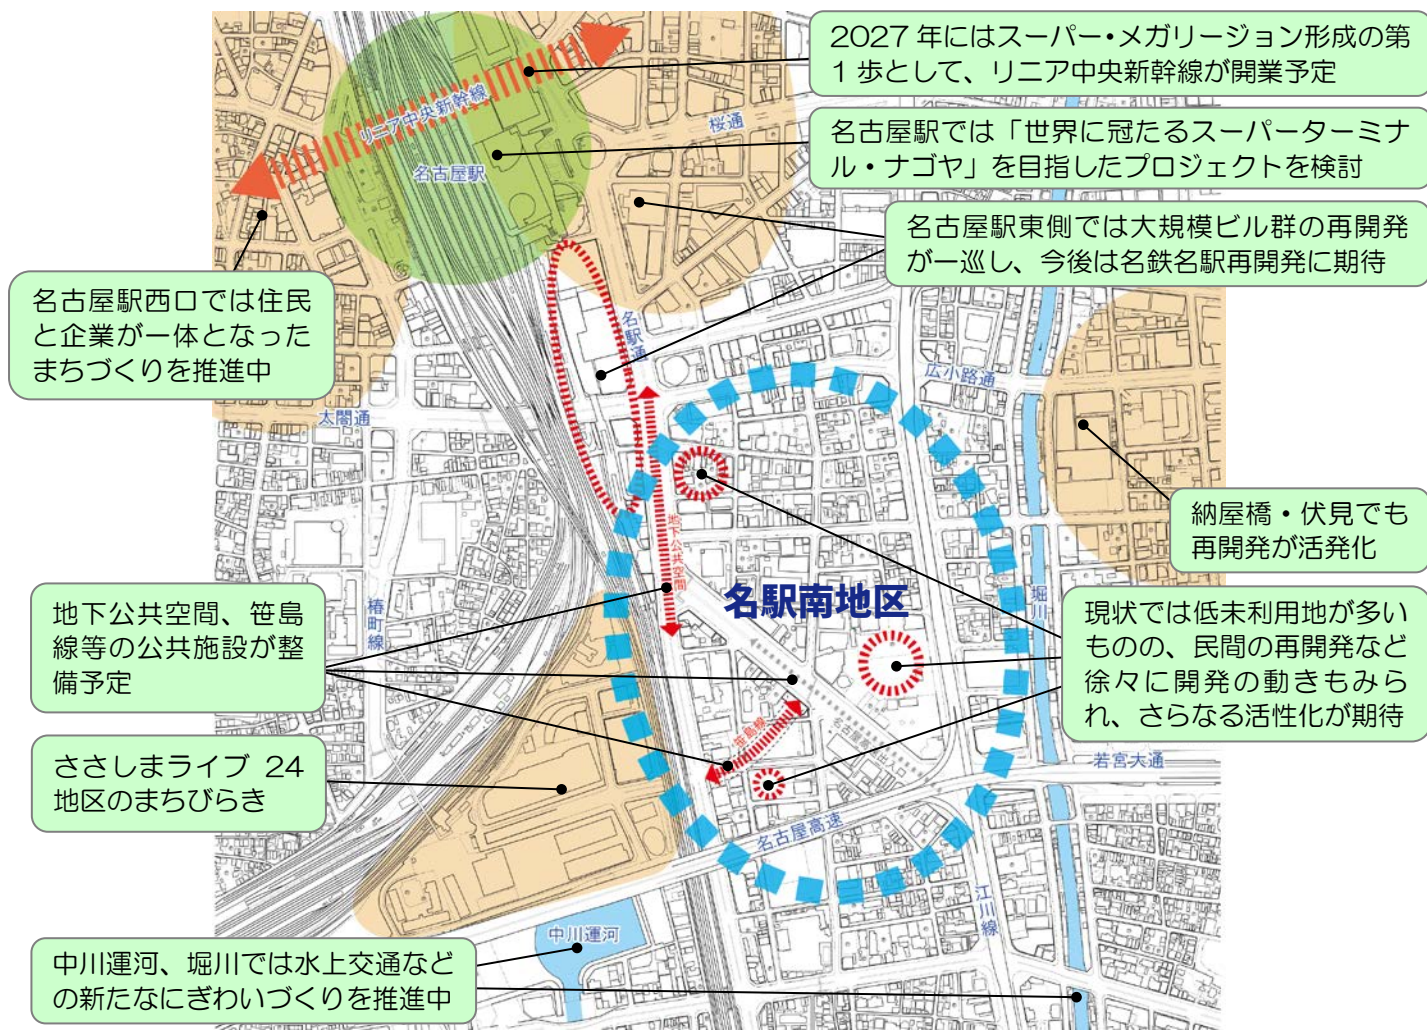 2027 年にはスーパー・メガリージョン形成の第
1 歩として、リニア中央新幹線が開業予定
名古屋駅では「世界に冠たるスーパーターミナ
ル・ナゴヤ」を目指したプロジェクトを検討
名古屋駅東側では大規模ビル群の再開発
が一巡し、今後は名鉄名駅再開発に期待
名古屋駅西口では住民
と企業が一体となった
まちづくりを推進中
リニア中央新幹線
名古屋駅
桜通
名駅通
広小路通
太閤通
納屋橋・伏見でも
再開発が活発化
地下公共空間
名駅南地区
堀川
椿町線
地下公共空間、笹島
線等の公共施設が整
備予定
現状では低未利用地が多い
ものの、民間の再開発など
徐々に開発の動きもみら
れ、さらなる活性化が期待
笹島線
名古屋高速
若宮大通
ささしまライブ 24
地区のまちびらき
名古屋高速
江川線
中川運河
中川運河、堀川では水上交通など
の新たなにぎわいづくりを推進中